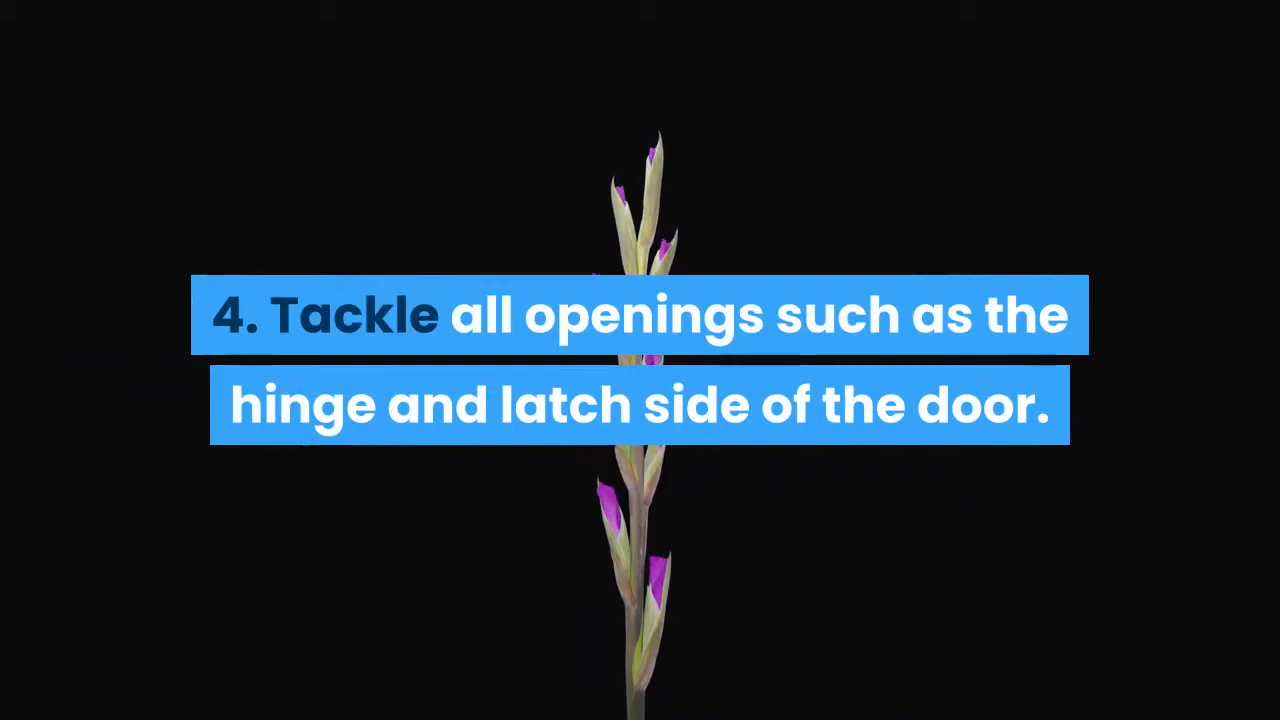 4. Tackle all openings such as the
hinge and latch side of the door.